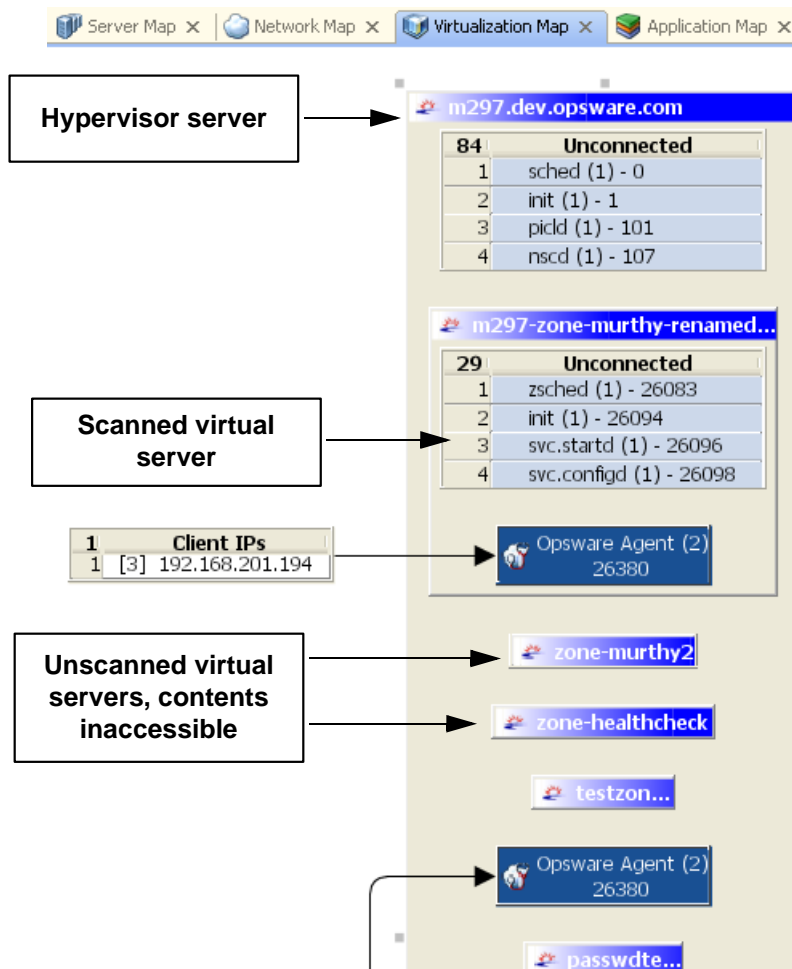 Server Map Network Map Virtualization Map Application Map
Hypervisor server
m297.dev.opsware.com
84 Unconnected
1 sched (1) - 0
2 init (1) - 1
3 picld (1) - 101
4 nscd (1) - 107
m297-zone-murthy-renamed...
29 Unconnected
1 zsched (1) - 26083
2 init (1) - 26094
3 svc.startd (1) - 26096
4 svc.configd (1) - 26098
Scanned virtual
server
1 Client IPs
1 [3] 192.168.201.194
Opsware Agent (2)
26380
Unscanned virtual
servers, contents
inaccessible
zone-murthy2
zone-healthcheck
testzon...
Opsware Agent (2)
26380
passwdte...